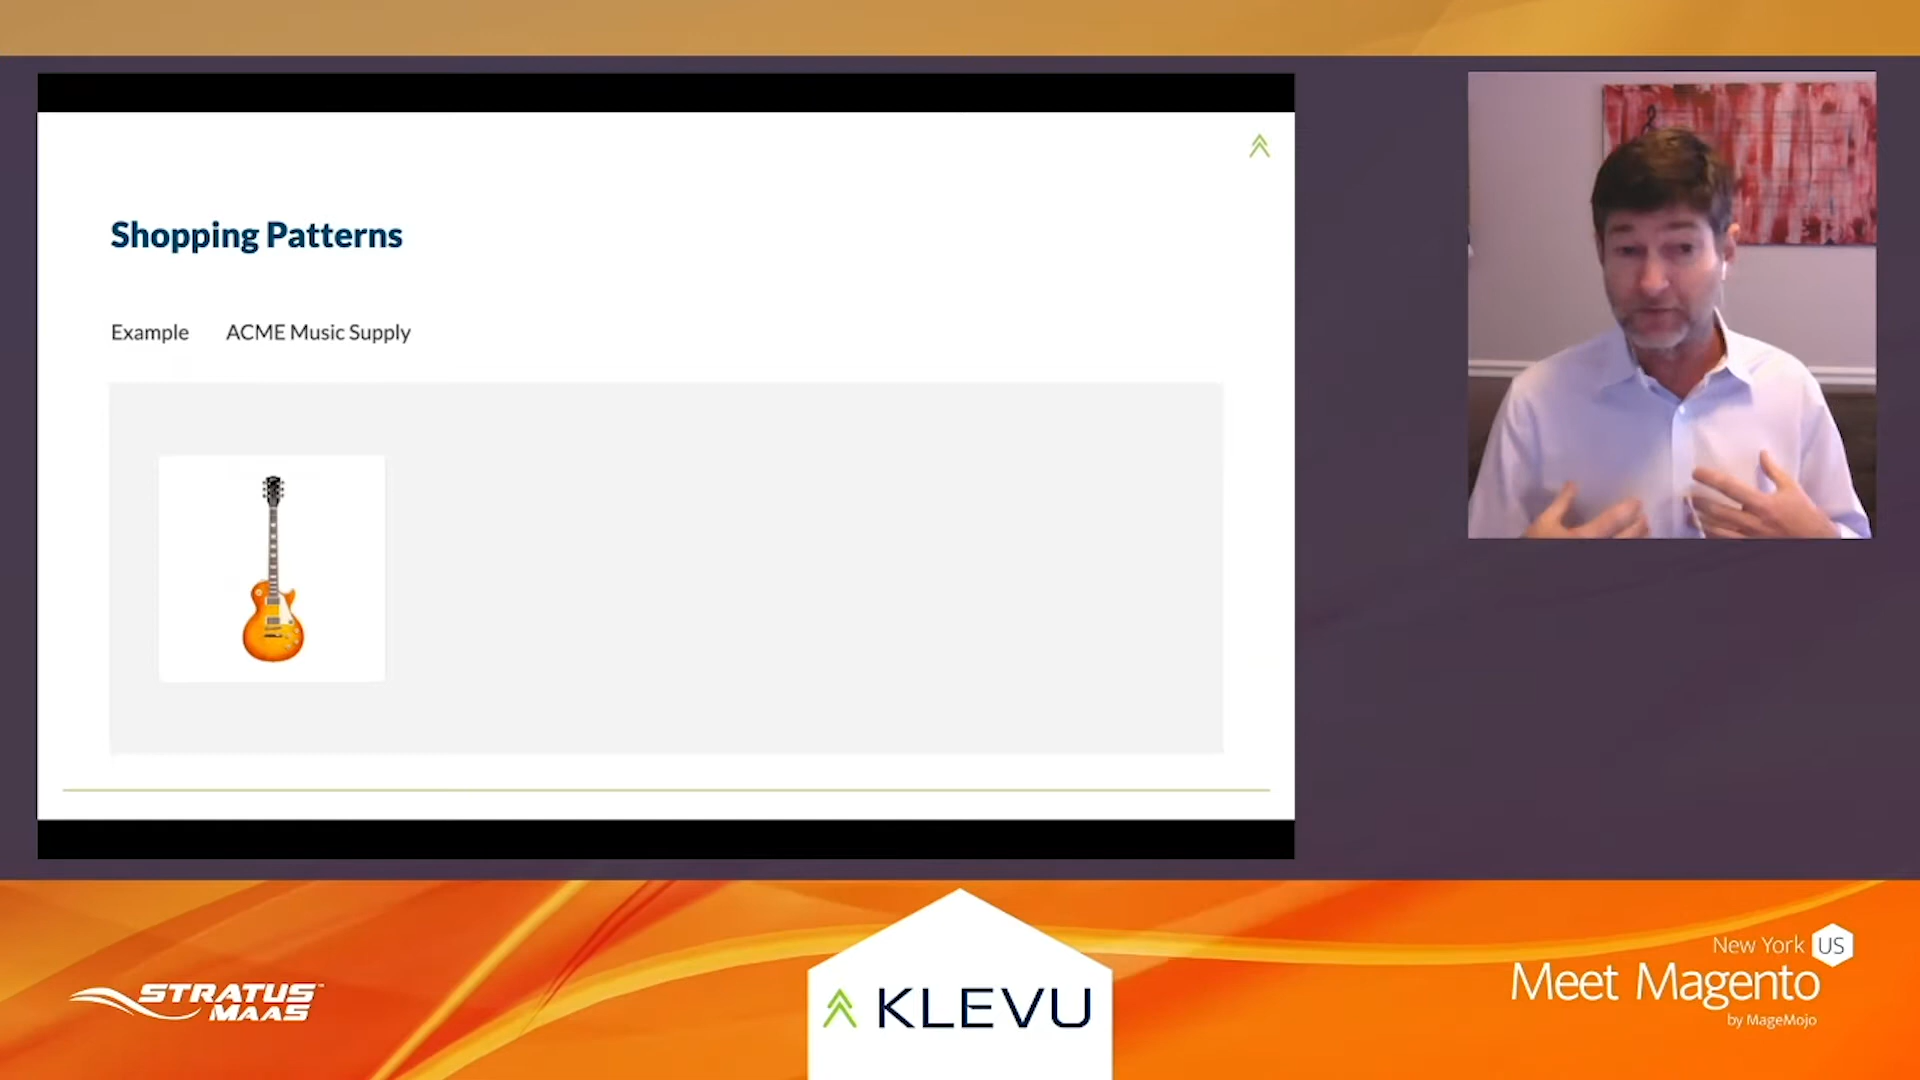 Shopping Patterns
Example ACME Music Supply
STRATUS
MAAS
KLEVU
New York US
Meet Magento
by MageMojo